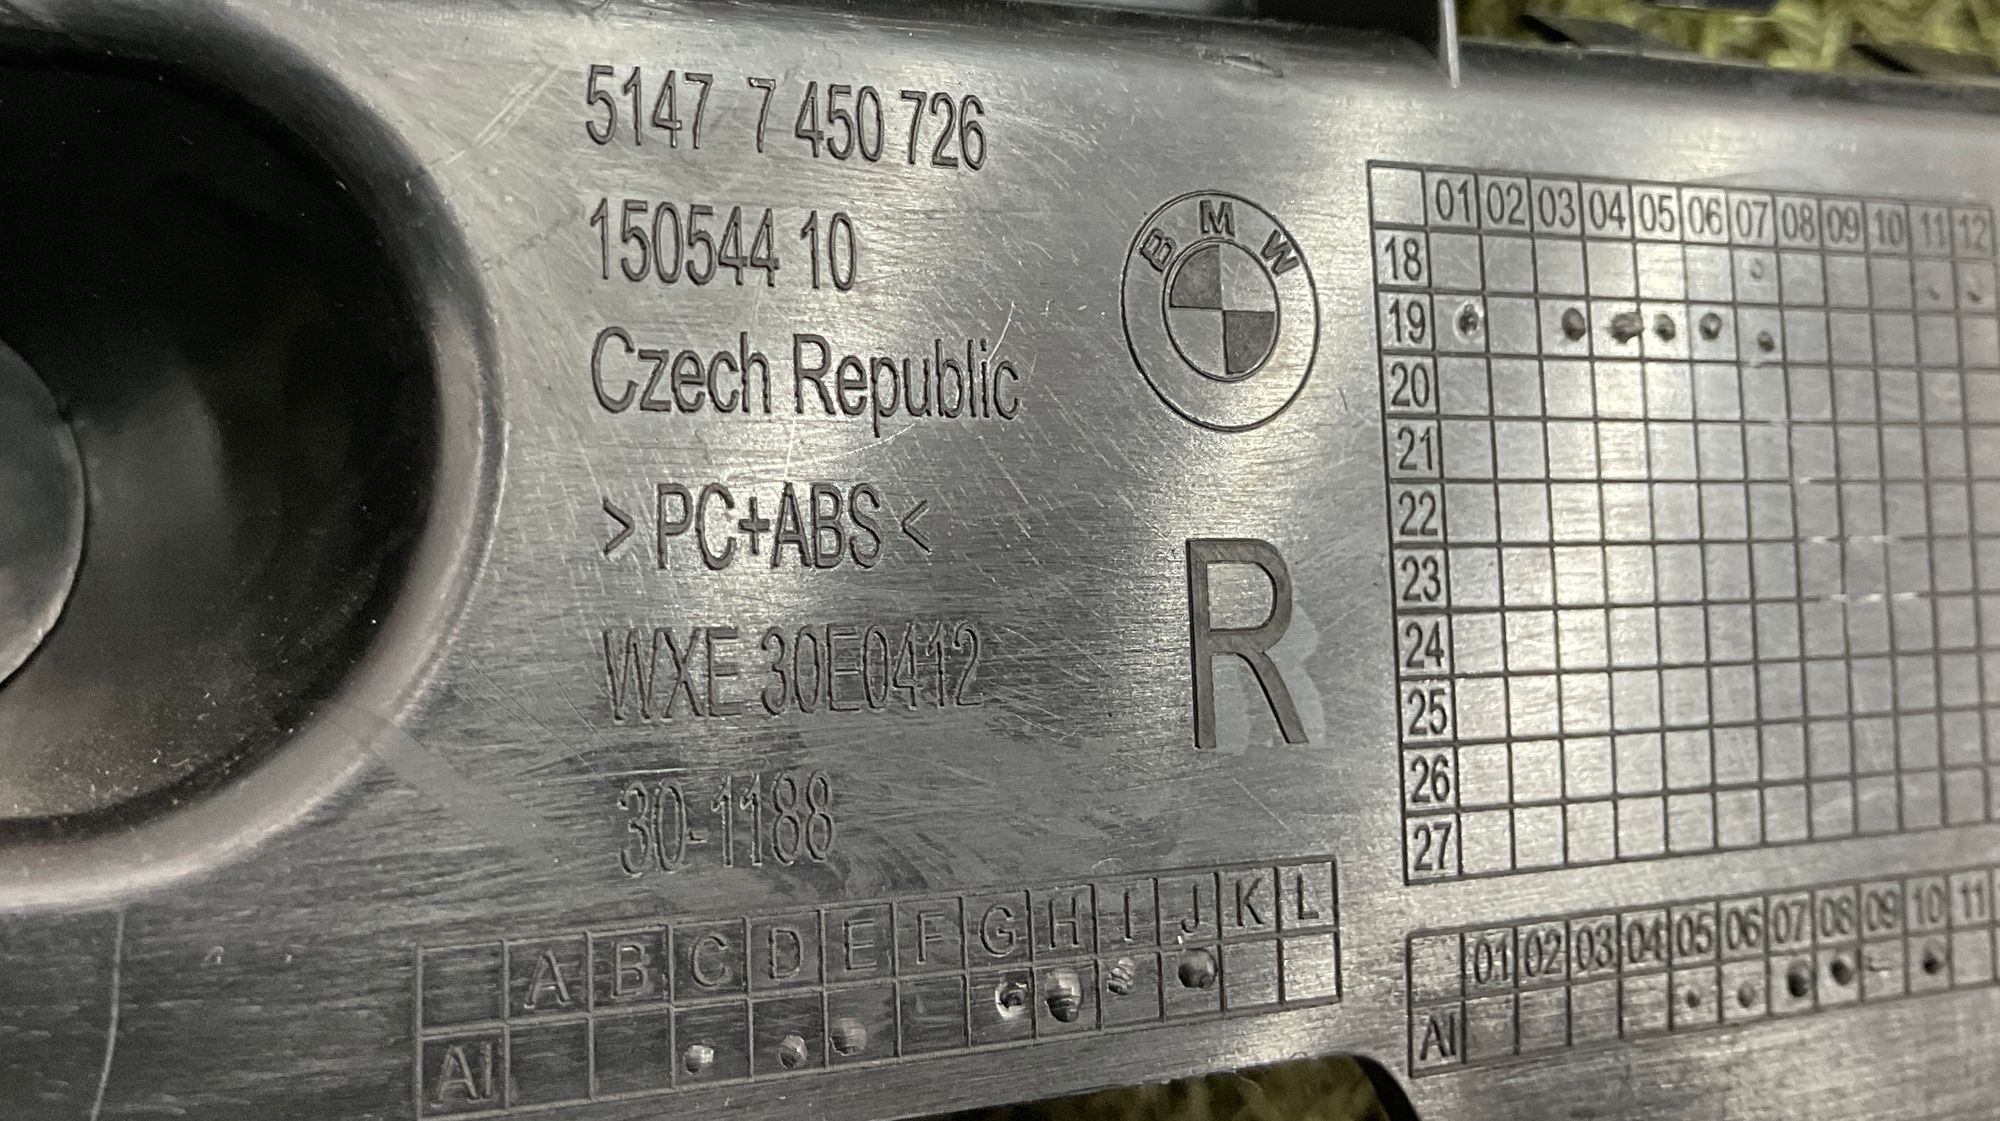 5147 7 450 726
150544 10
Czech Republic
> PC+ABS <
WXE 30E0412
30-1188
BMW
R
01 02 03 04 05 06 07 08 09 10 11 12
18
19
20
21
22
23
24
25
26
27
A B C D E F G H I J K L
AI
01 02 03 04 05 06 07 08 09 10 11
AI